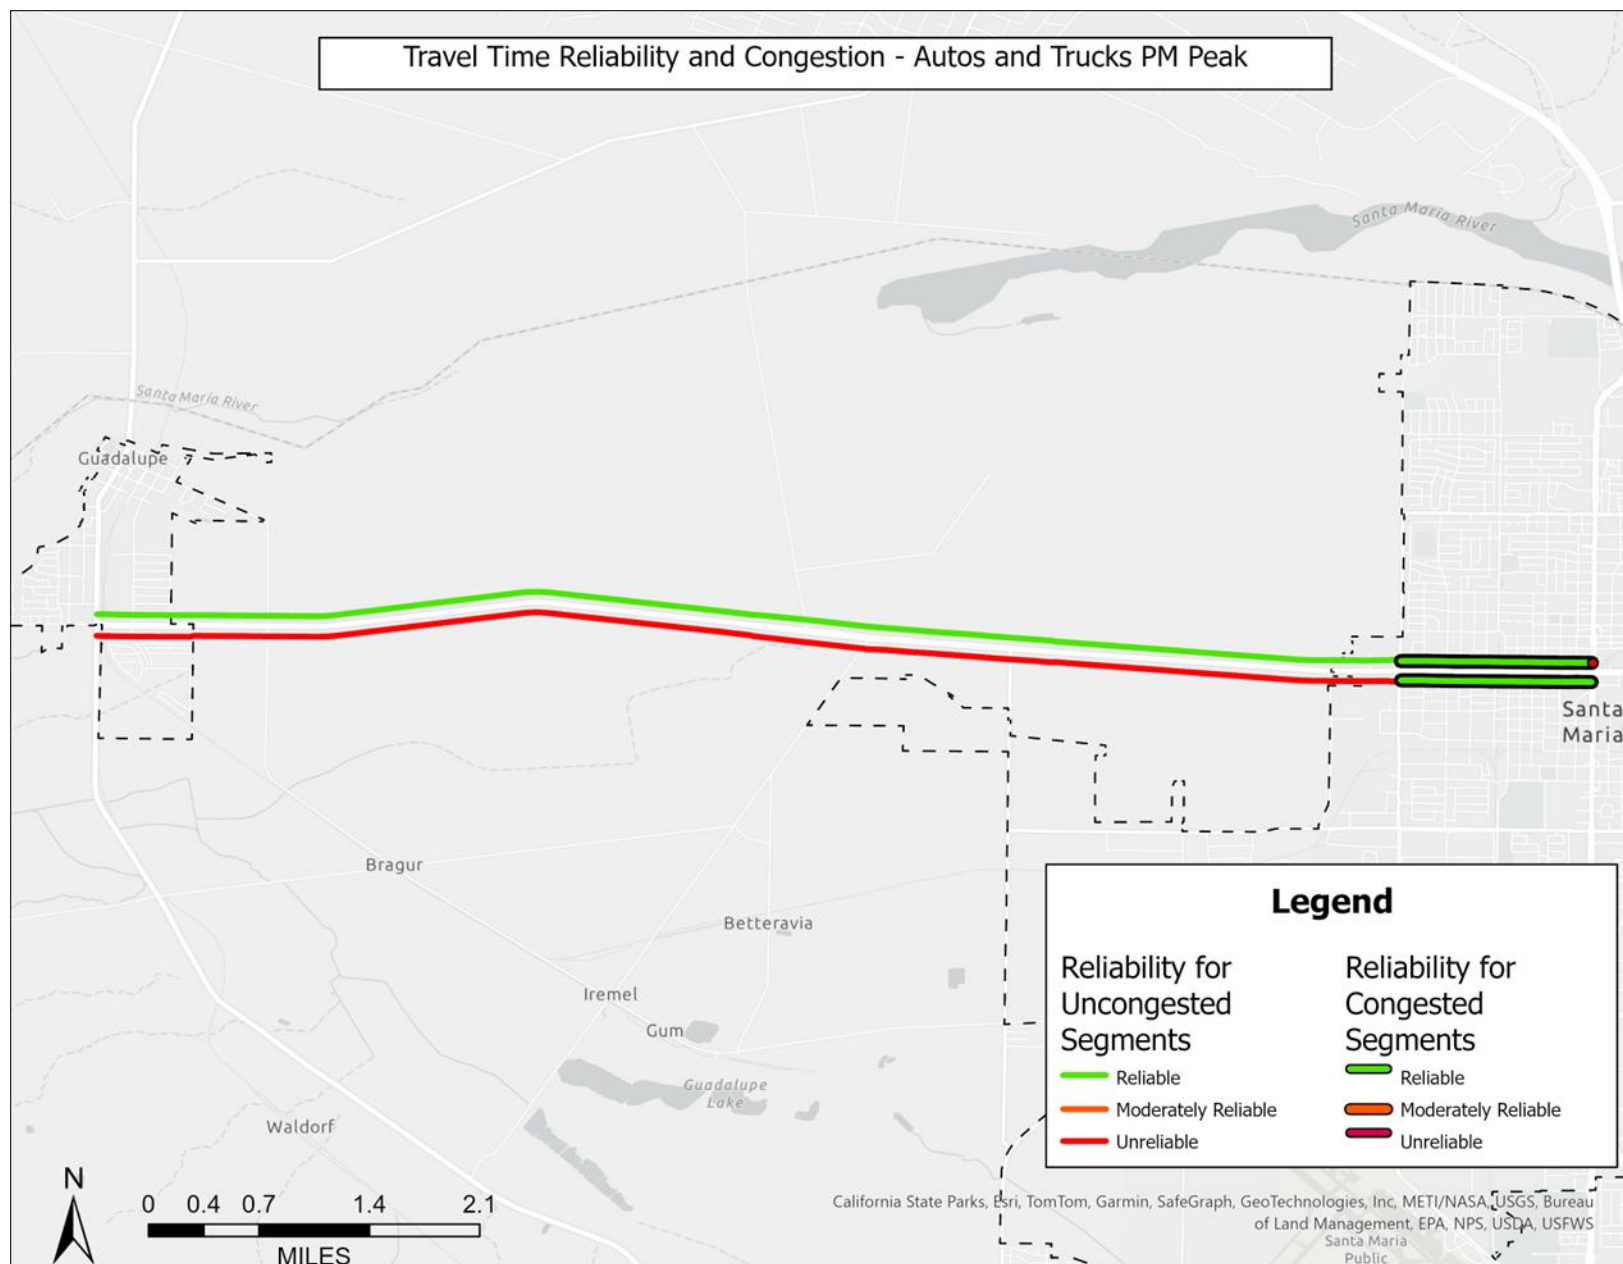 Travel Time Reliability and Congestion - Autos and Trucks PM Peak
Santa Maria River
Santa María River
Guadalupe
Santa
Maria
Bragur
Betteravia
Iremel
Gum
Guadalupe
Lake
Waldorf
Legend
Reliability for
Uncongested
Segments
Reliable
Moderately Reliable
Unreliable
Reliability for
Congested
Segments
Reliable
Moderately Reliable
Unreliable
N
0 0.4 0.7 1.4 2.1
MILES
California State Parks, Esri, TomTom, Garmin, SafeGraph, GeoTechnologies, Inc, METI/NASA, USGS, Bureau
of Land Management, EPA, NPS, USDA, USFWS
Santa Maria
Public